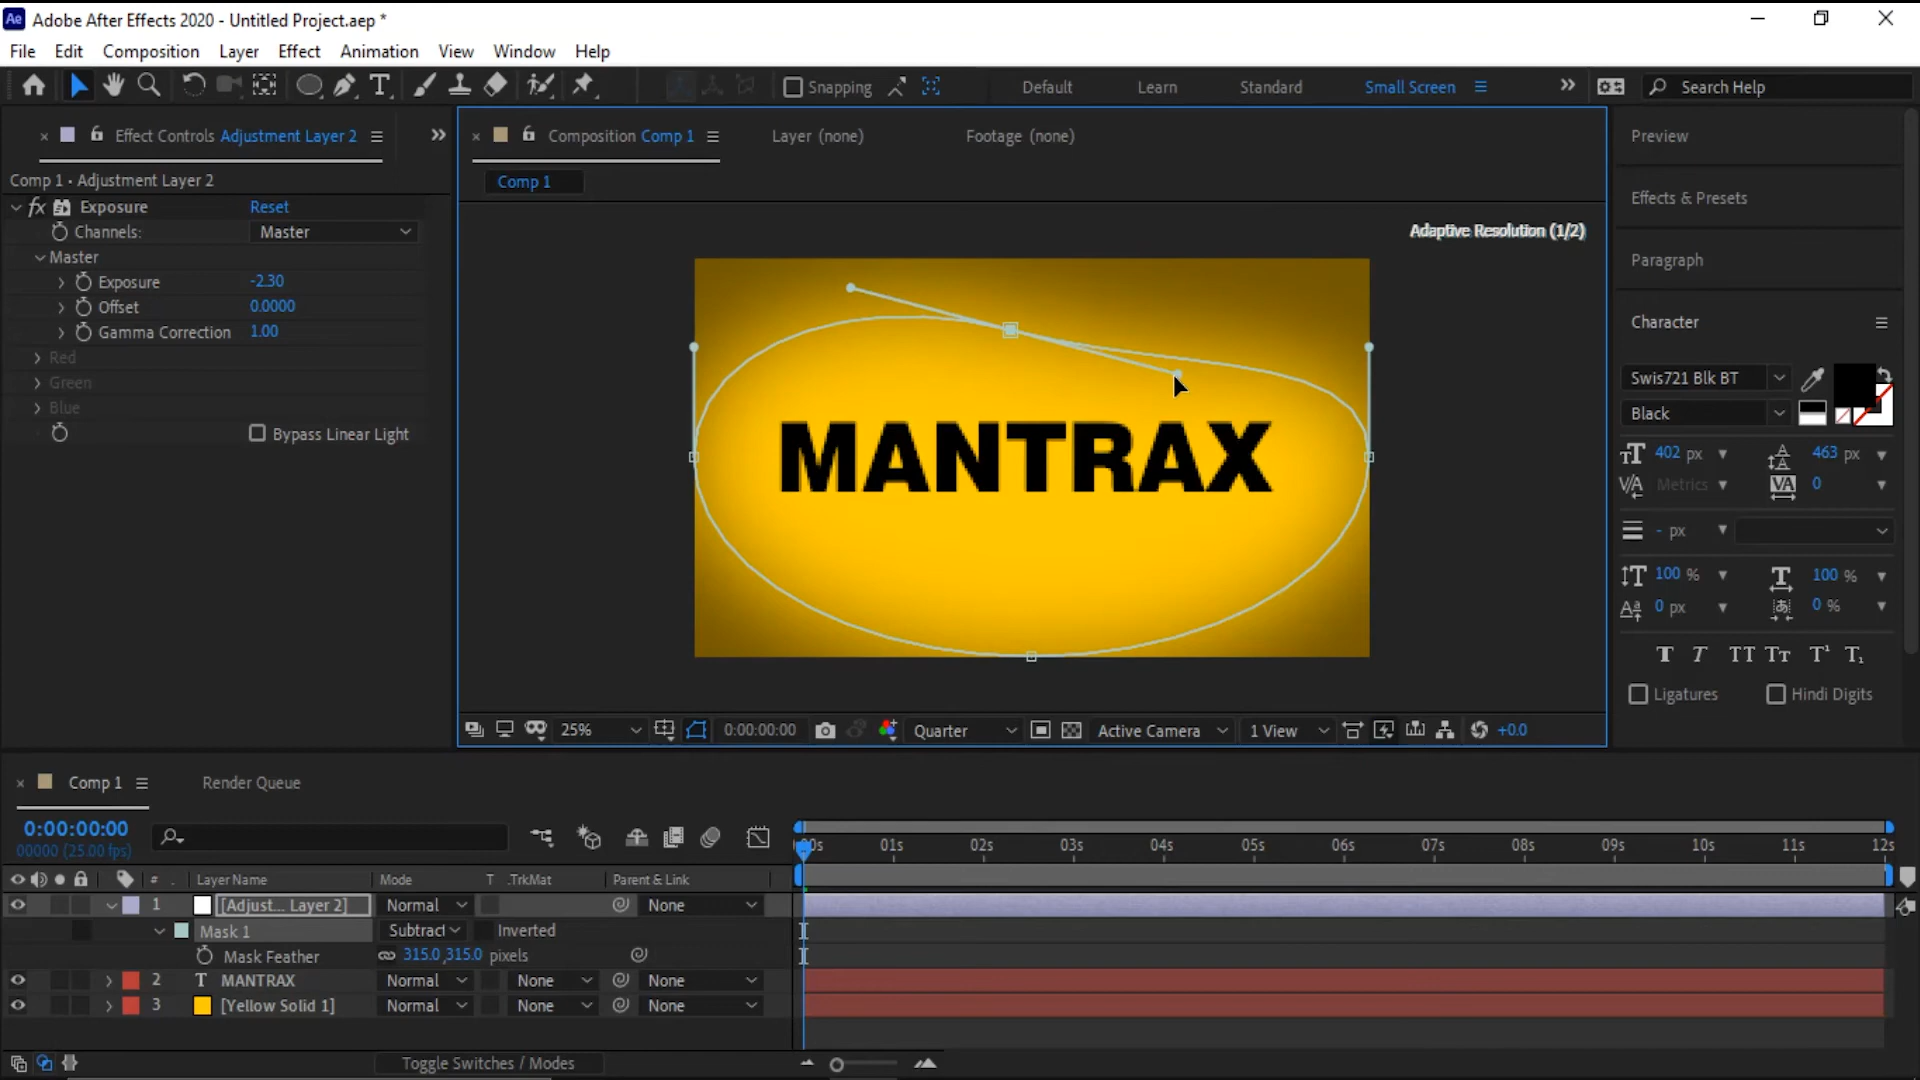 Ae Adobe After Effects 2020 - Untitled Project.aep *
File Edit Composition Layer Effect Animation View Window Help
T Snapping Default Learn Standard Small Screen Search Help
Effect Controls Adjustment Layer 2
Composition Comp 1 Layer (none) Footage (none)
Preview
Comp 1 • Adjustment Layer 2
Comp 1
fx Exposure Reset
Effects & Presets
Channels: Master
Adaptive Resolution (1/2)
Master
Paragraph
Exposure -2.30
Offset 0.0000
Character
Gamma Correction 1.00
Red
Swis721 Blk BT
Green
Black
Blue
Bypass Linear Light
MANTRAX
402 px 463 px
Metrics 0
- px
100 % 100 %
0 px 0 %
T T TT Tt T¹ T₁
Ligatures Hindi Digits
25% 0:00:00:00 Quarter Active Camera 1 View +0.0
Comp 1 Render Queue
0:00:00:00
00000 (25.00 fps)
00s 01s 02s 03s 04s 05s 06s 07s 08s 09s 10s 11s 12s
# . Layer Name Mode T .TrkMat Parent & Link
1 [Adjust... Layer 2] Normal None
Mask 1 Subtract Inverted
Mask Feather 315.0,315.0 pixels
2 T MANTRAX Normal None None
3 [Yellow Solid 1] Normal None None
Toggle Switches / Modes